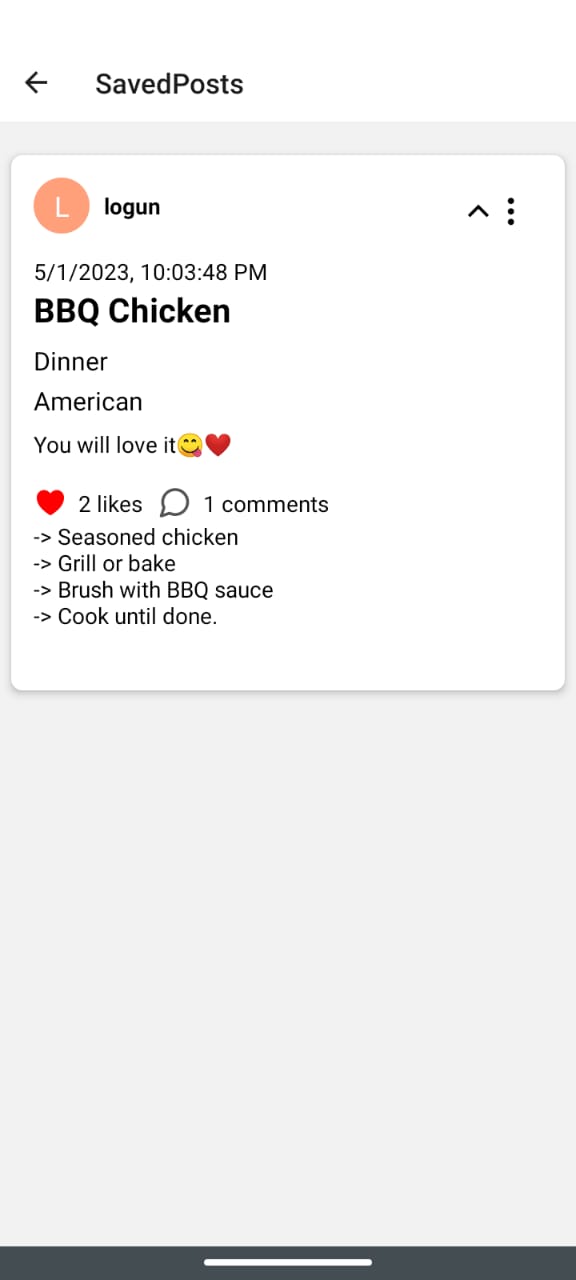 SavedPosts
L
logun
5/1/2023, 10:03:48 PM
BBQ Chicken
Dinner
American
You will love it😋❤️
2 likes 1 comments
-> Seasoned chicken
-> Grill or bake
-> Brush with BBQ sauce
-> Cook until done.